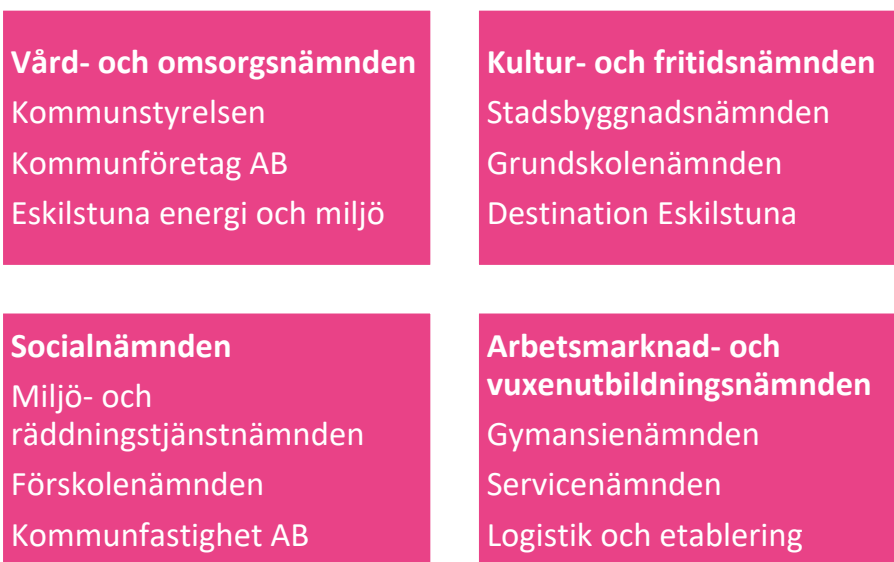 Vård- och omsorgsnämnden
Kommunstyrelsen
Kommunföretag AB
Eskilstuna energi och miljö
Kultur- och fritidsnämnden
Stadsbyggnadsnämnden
Grundskolenämnden
Destination Eskilstuna
Socialnämnden
Miljö- och
räddningstjänstnämnden
Förskolenämnden
Kommunfastighet AB
Arbetsmarknad- och
vuxenutbildningsnämnden
Gymansienämnden
Servicenämnden
Logistik och etablering